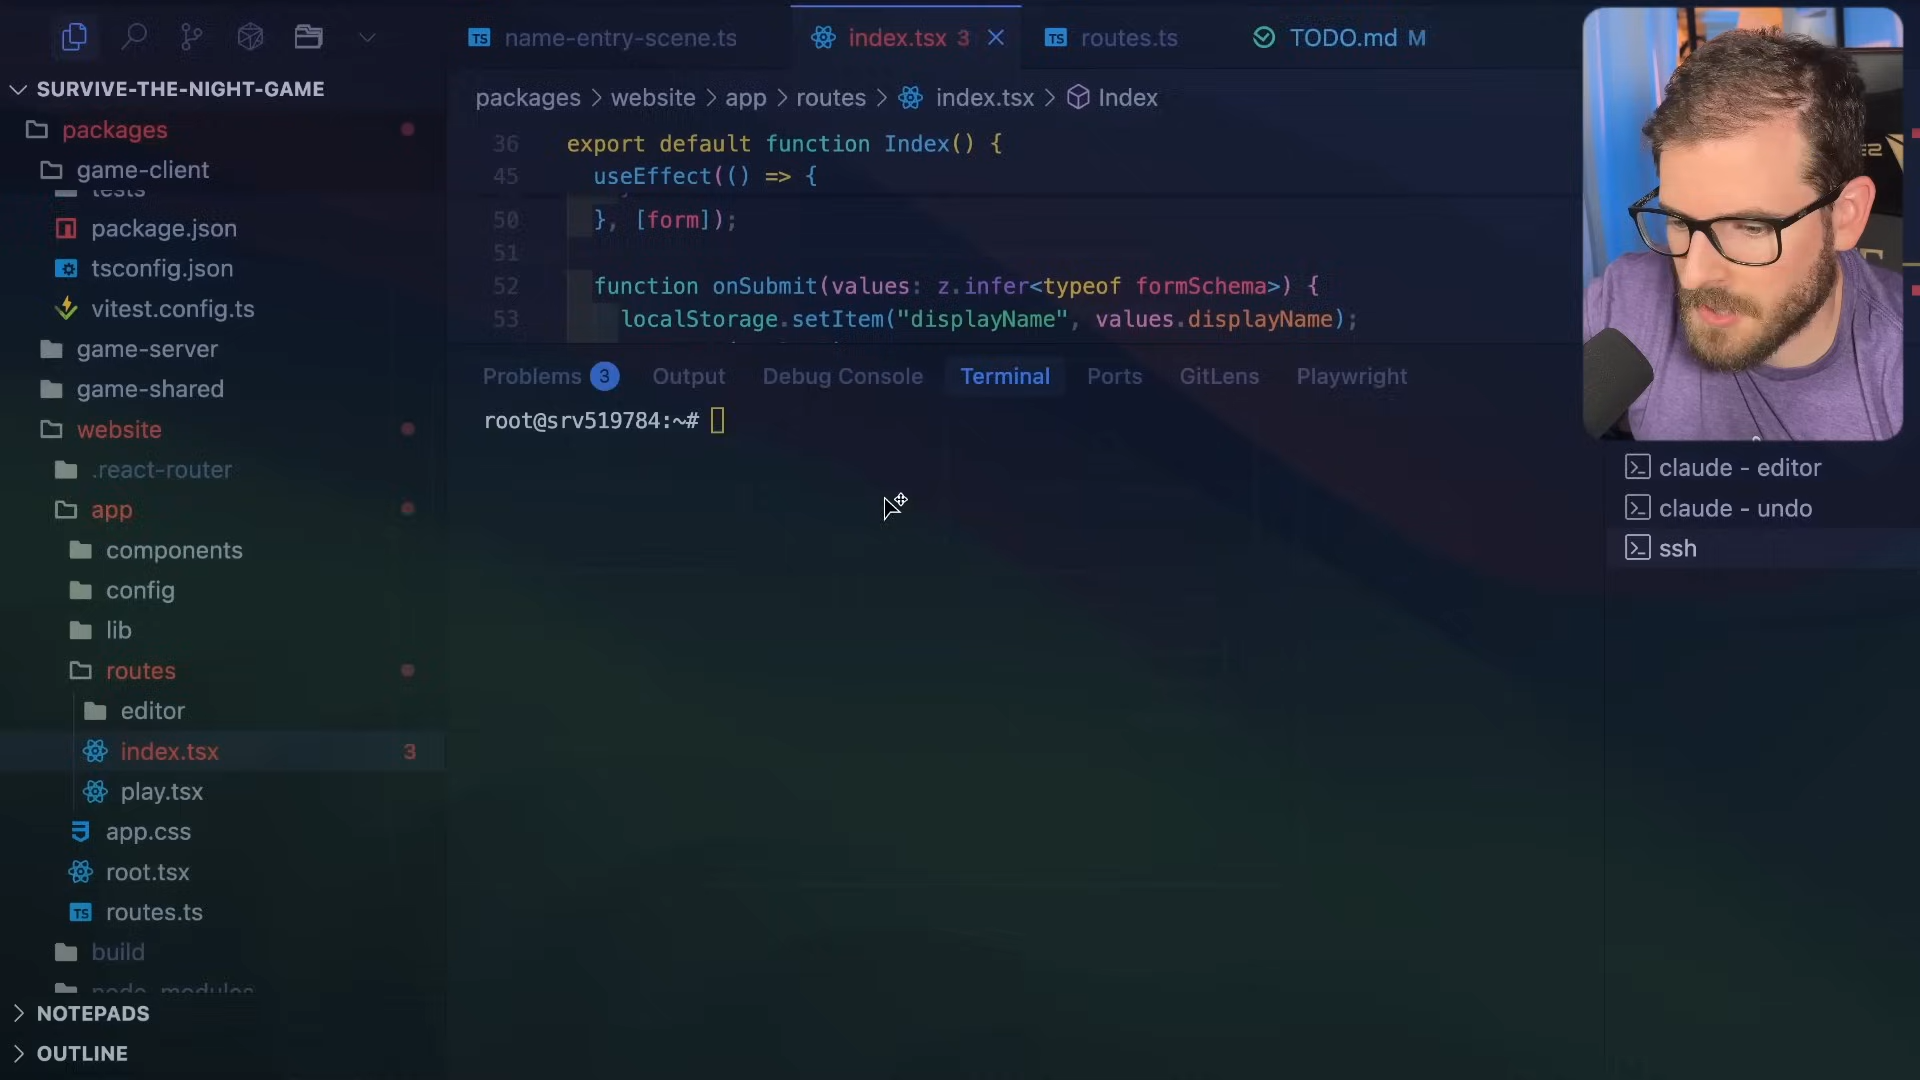 name-entry-scene.ts
index.tsx 3
routes.ts
TODO.md M
SURVIVE-THE-NIGHT-GAME
packages > website > app > routes > index.tsx > Index
packages
game-client
tests
package.json
tsconfig.json
vitest.config.ts
game-server
game-shared
website
.react-router
app
components
config
lib
routes
editor
index.tsx 3
play.tsx
app.css
root.tsx
routes.ts
build
node_modules
NOTEPADS
OUTLINE
36 export default function Index() {
45 useEffect(() => {
50 }, [form]);
51
52 function onSubmit(values: z.infer<typeof formSchema>) {
53 localStorage.setItem("displayName", values.displayName);
Problems 3 Output Debug Console Terminal Ports GitLens Playwright
root@srv519784:~#
claude - editor
claude - undo
ssh